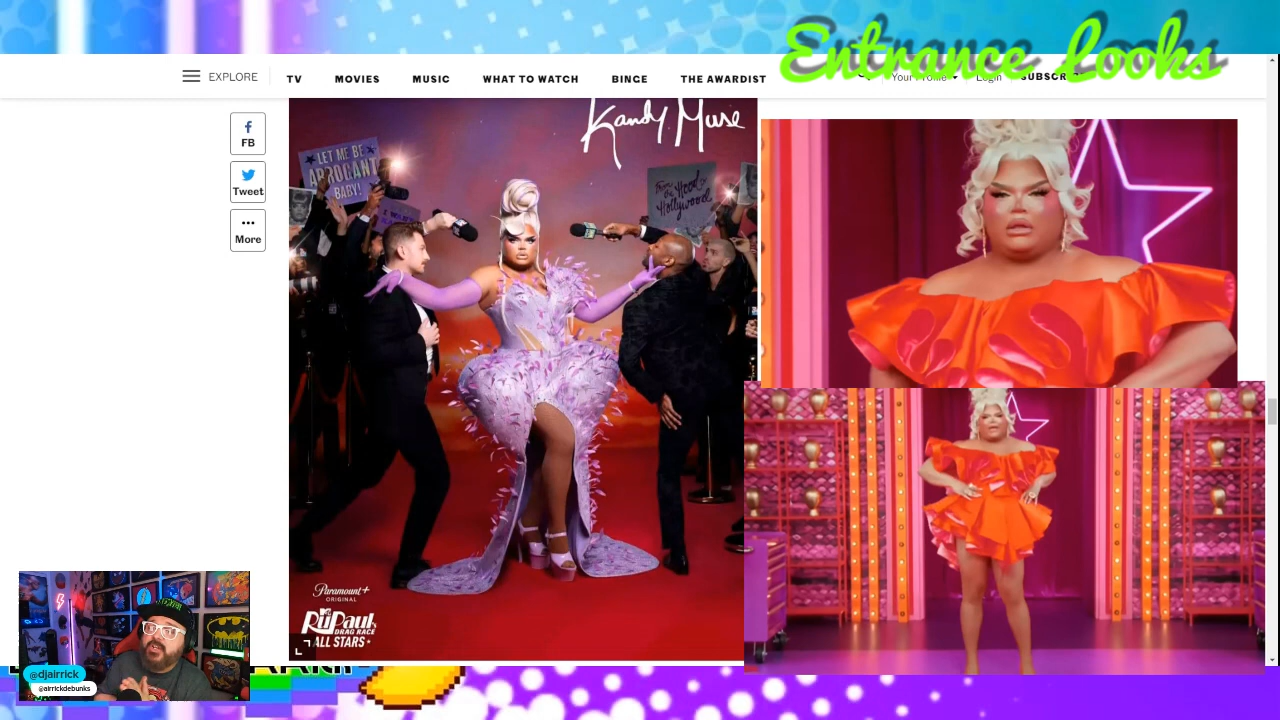 Entrance Looks
EXPLORE
TV
MOVIES
MUSIC
WHAT TO WATCH
BINGE
THE AWARDIST
Your Profile
Login
FB
Tweet
More
Kandy Muse
LET ME BE
ARROGANT
BABY!
From
the Hood to
Hollywood
Paramount+
ORIGINAL
RuPaul's
DRAG RACE
ALL STARS
@djairrick
@airrickdebunks